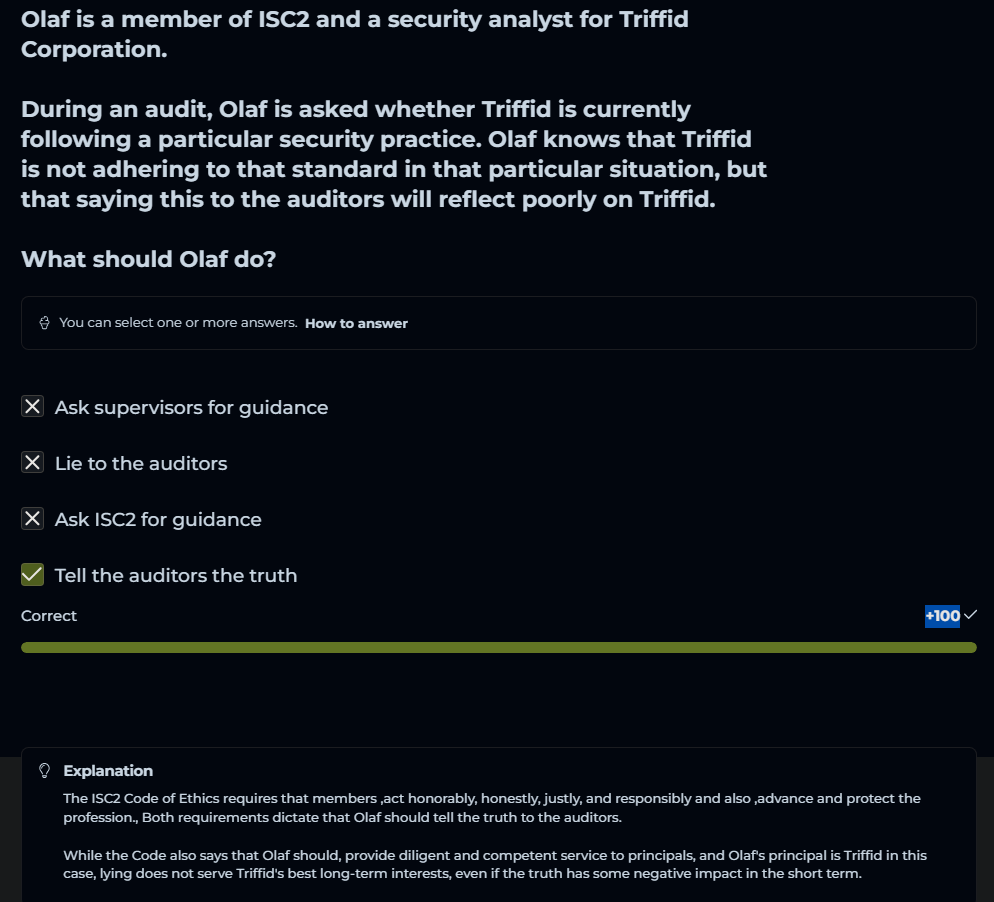 Olaf is a member of ISC2 and a security analyst for Triffid
Corporation.
During an audit, Olaf is asked whether Triffid is currently
following a particular security practice. Olaf knows that Triffid
is not adhering to that standard in that particular situation, but
that saying this to the auditors will reflect poorly on Triffid.
What should Olaf do?
You can select one or more answers. How to answer
Ask supervisors for guidance
Lie to the auditors
Ask ISC2 for guidance
Tell the auditors the truth
Correct +100
Explanation
The ISC2 Code of Ethics requires that members ,act honorably, honestly, justly, and responsibly and also ,advance and protect the
profession., Both requirements dictate that Olaf should tell the truth to the auditors.
While the Code also says that Olaf should, provide diligent and competent service to principals, and Olaf's principal is Triffid in this
case, lying does not serve Triffid's best long-term interests, even if the truth has some negative impact in the short term.